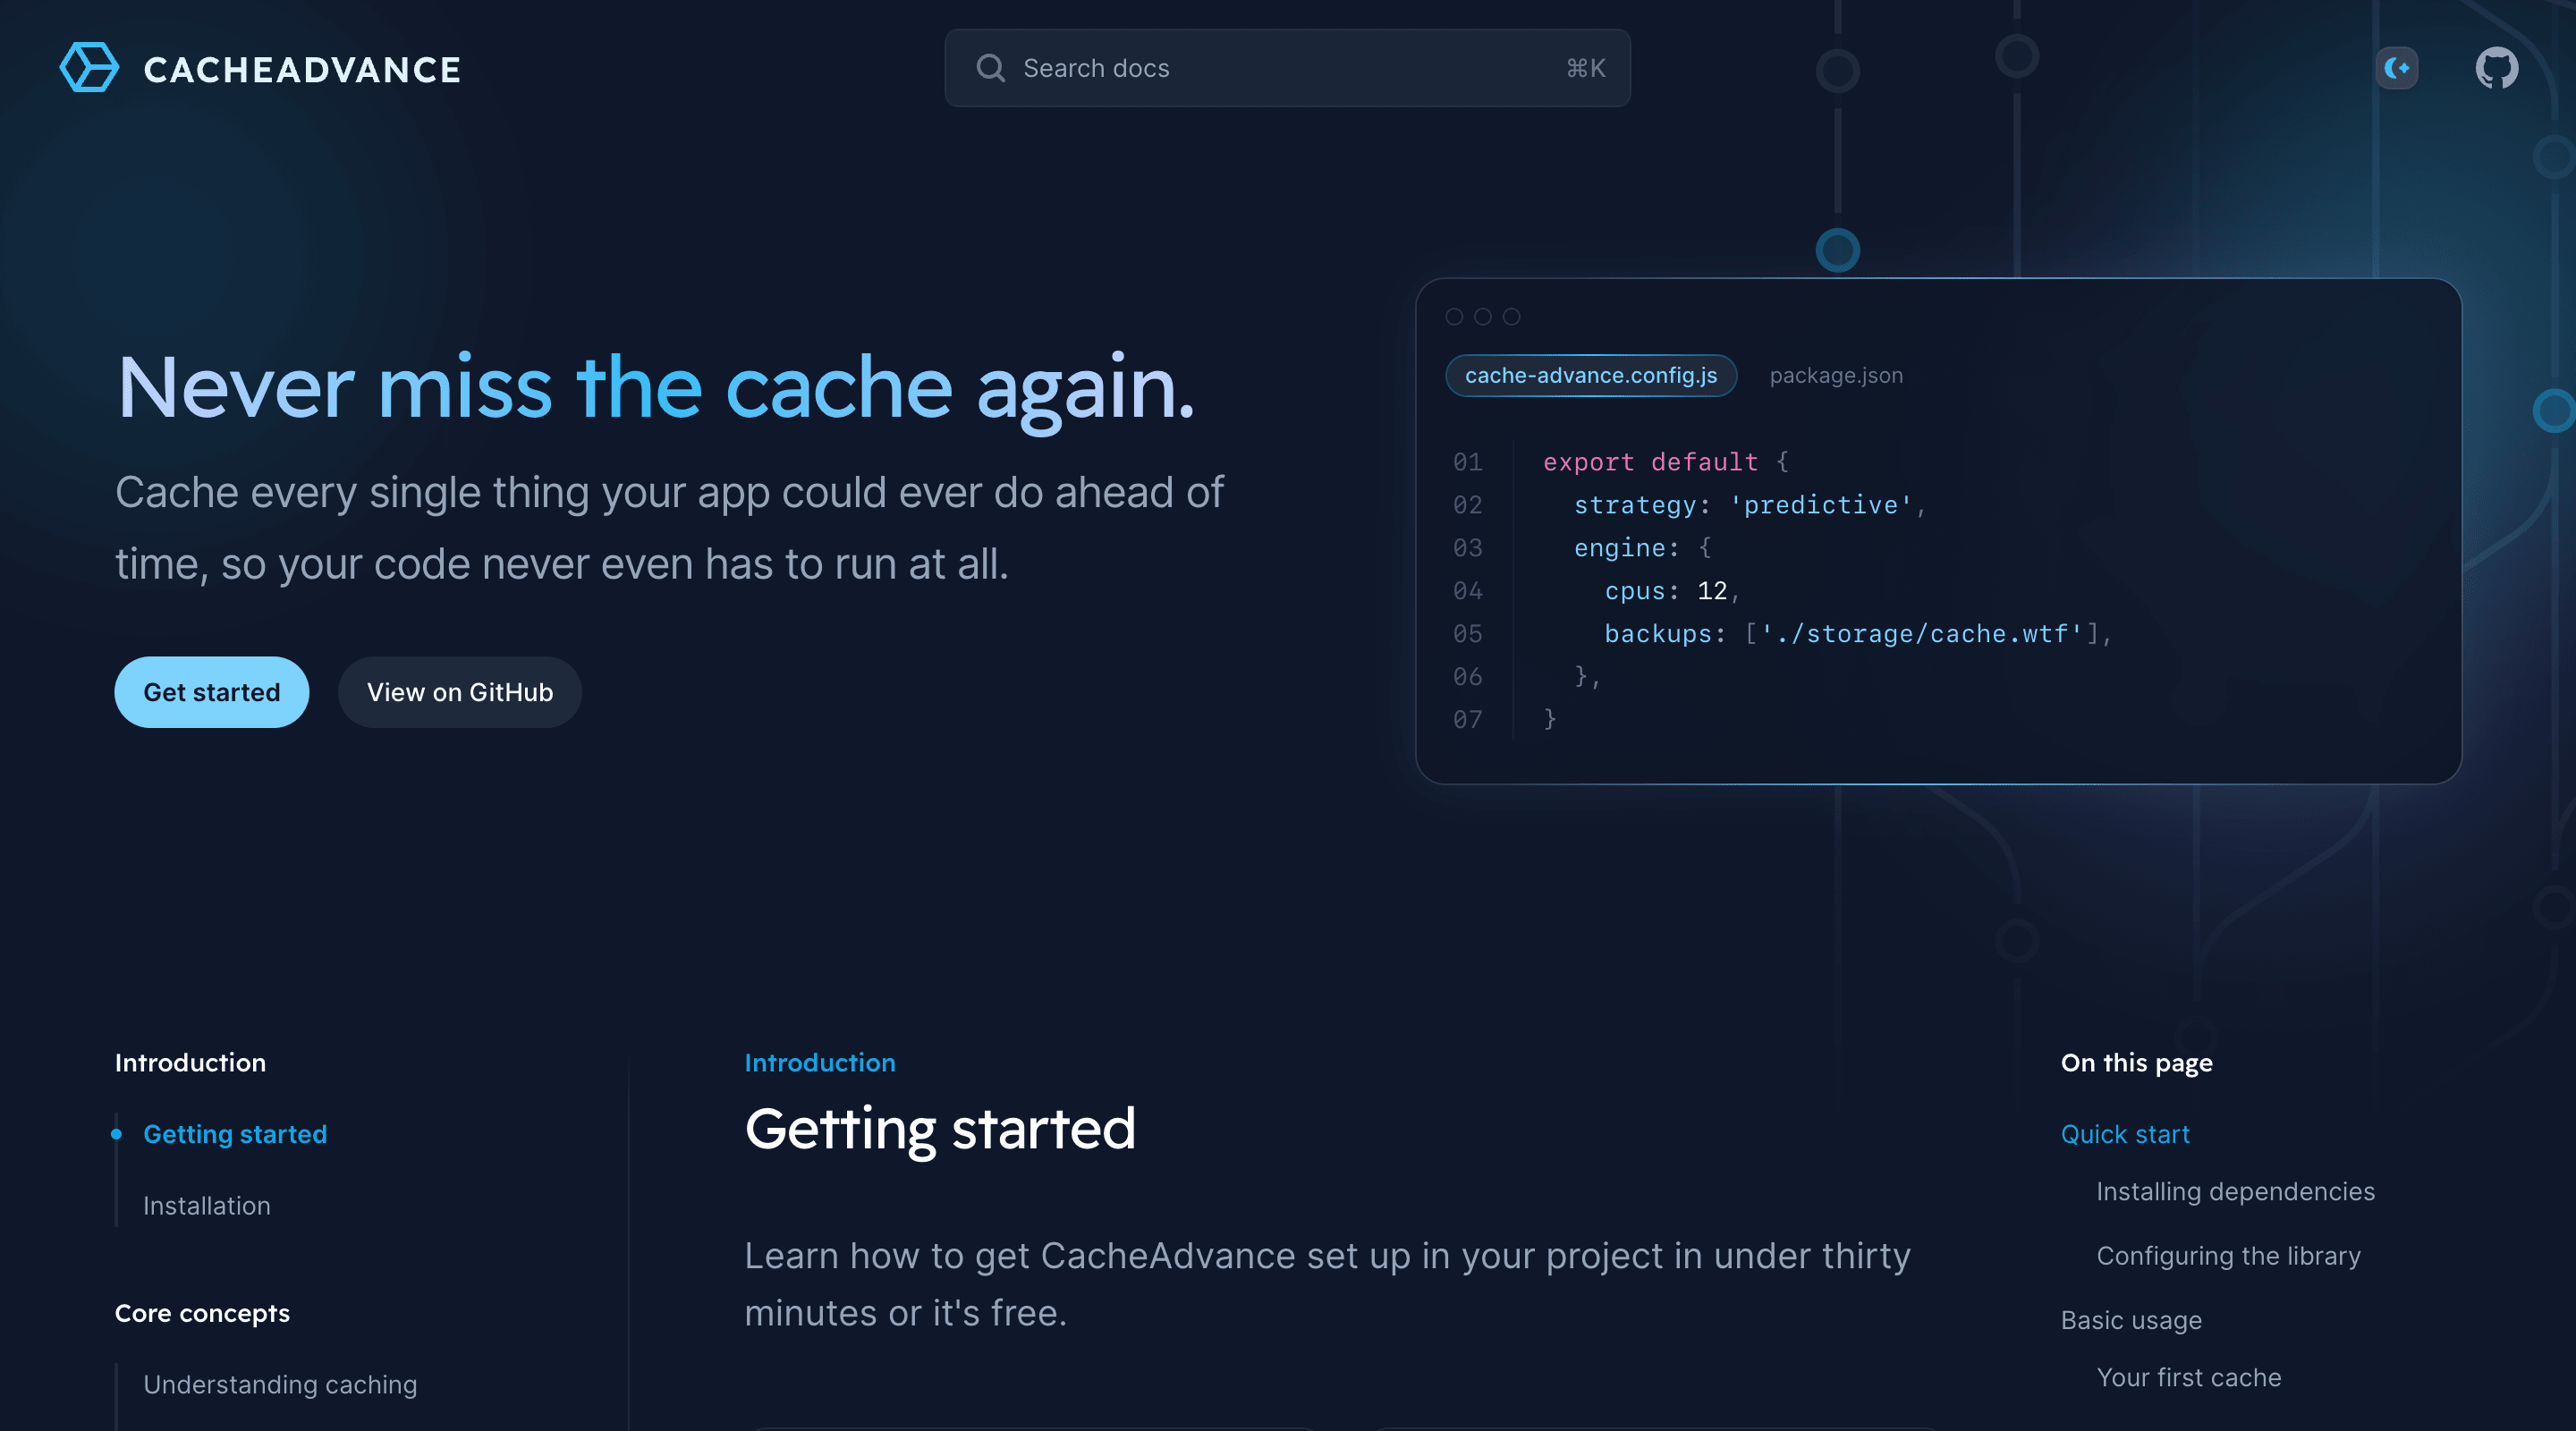 CACHEADVANCE
Search docs
⌘K
Never miss the cache again.
Cache every single thing your app could ever do ahead of
time, so your code never even has to run at all.
Get started
View on GitHub
cache-advance.config.js
package.json
01 export default {
02   strategy: 'predictive',
03   engine: {
04     cpus: 12,
05     backups: ['./storage/cache.wtf'],
06   },
07 }
Introduction
Getting started
Installation
Core concepts
Understanding caching
Introduction
Getting started
Learn how to get CacheAdvance set up in your project in under thirty
minutes or it's free.
On this page
Quick start
Installing dependencies
Configuring the library
Basic usage
Your first cache